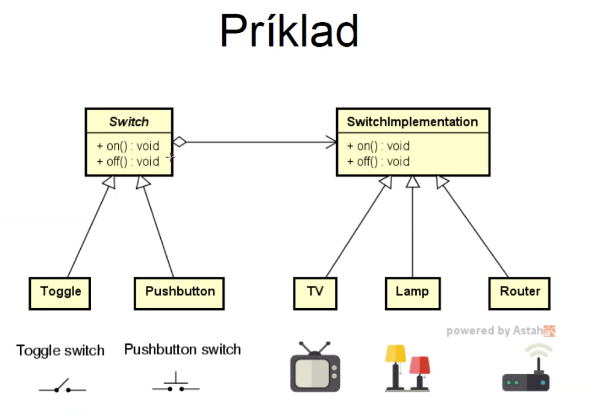 Príklad
Switch
+ on() : void
+ off() : void
SwitchImplementation
+ on() : void
+ off() : void
Toggle
Pushbutton
TV
Lamp
Router
powered by Astah
Toggle switch
Pushbutton switch